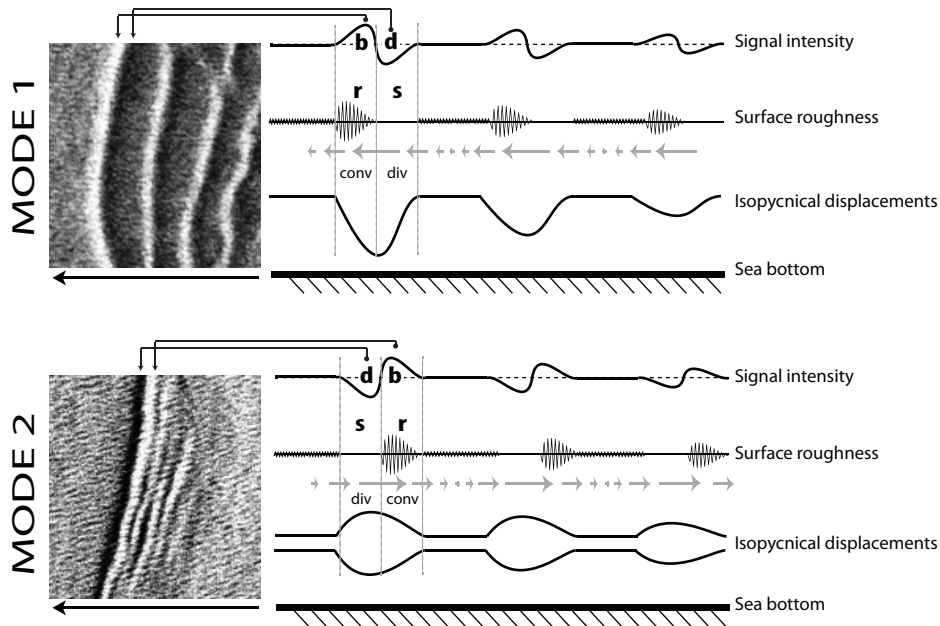 MODE 1
b d
Signal intensity
r s
Surface roughness
conv div
Isopycnical displacements
Sea bottom
MODE 2
d b
Signal intensity
s r
Surface roughness
div conv
Isopycnical displacements
Sea bottom